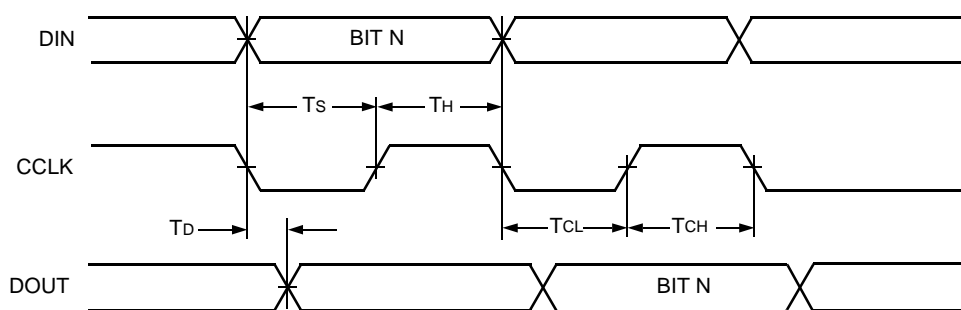 DIN
BIT N
TS
TH
CCLK
TD
TCL
TCH
DOUT
BIT N